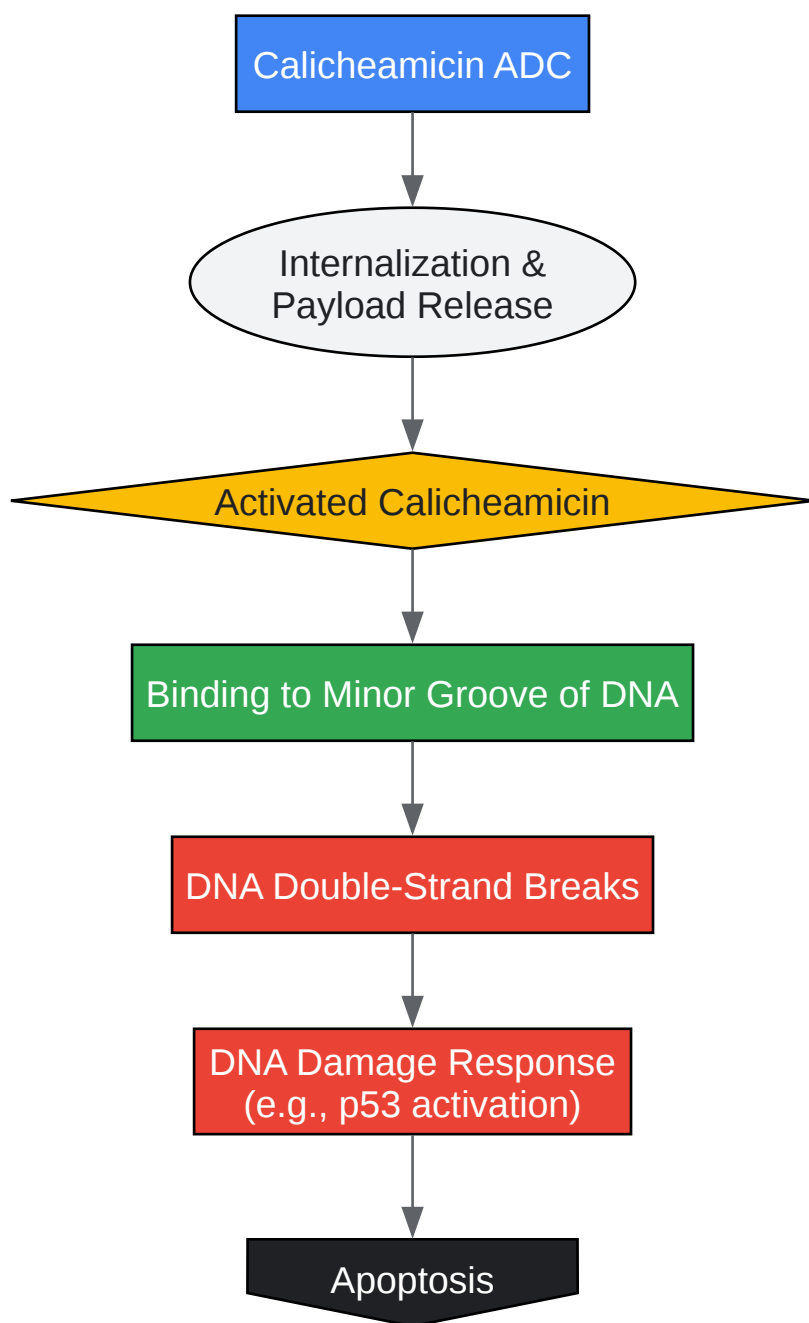 Calicheamicin ADC
Internalization &
Payload Release
Activated Calicheamicin
Binding to Minor Groove of DNA
DNA Double-Strand Breaks
DNA Damage Response
(e.g., p53 activation)
Apoptosis